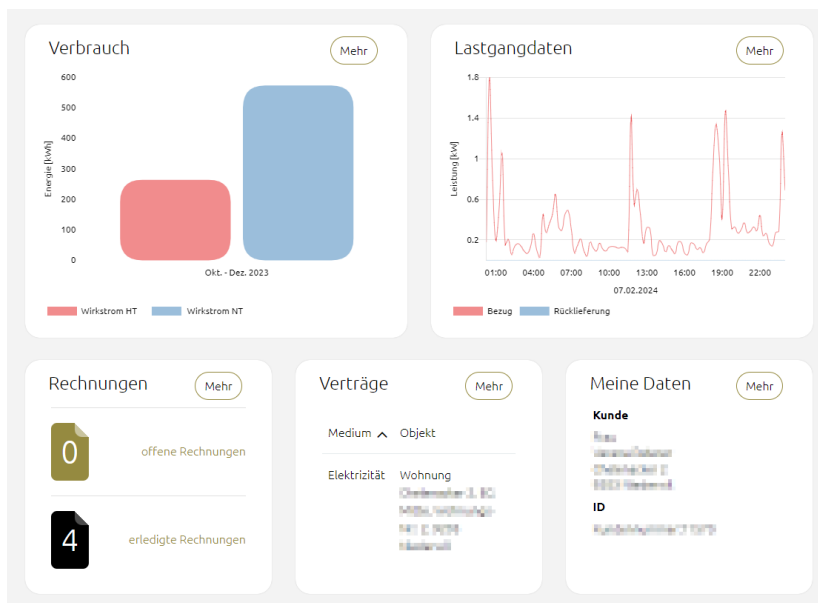 Verbrauch
Mehr
600
500
400
300
200
100
0
Energie [kWh]
Okt. - Dez. 2023
Wirkstrom HT
Wirkstrom NT
Lastgangdaten
Mehr
1.8
1.4
1
0.6
0.2
Leistung [kW]
01:00 04:00 07:00 10:00 13:00 16:00 19:00 22:00
07.02.2024
Bezug
Rücklieferung
Rechnungen
Mehr
0
offene Rechnungen
4
erledigte Rechnungen
Verträge
Mehr
Medium Objekt
Elektrizität Wohnung
Meine Daten
Mehr
Kunde
ID